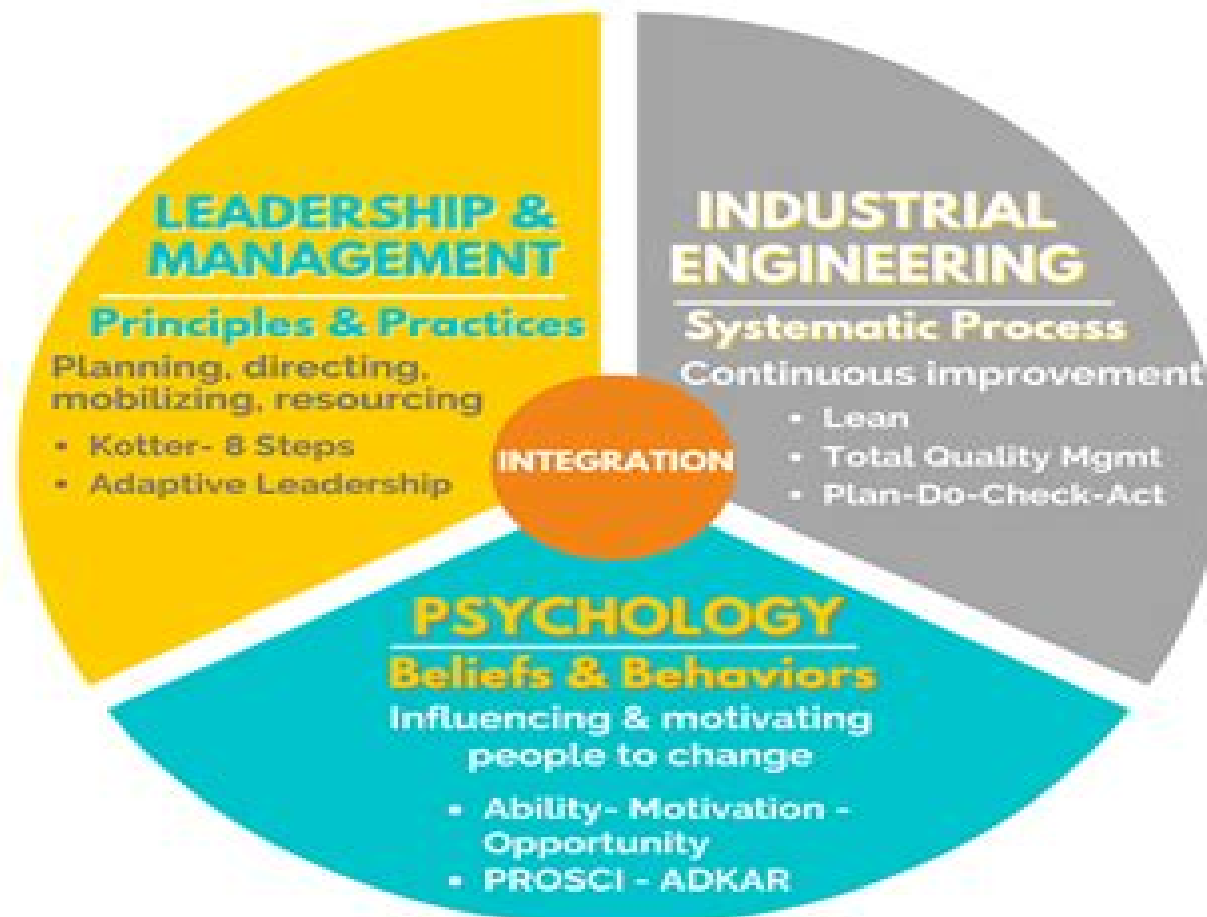 LEADERSHIP &
MANAGEMENT
Principles & Practices
Planning, directing,
mobilizing, resourcing
• Kotter- 8 Steps
• Adaptive Leadership
INDUSTRIAL
ENGINEERING
Systematic Process
Continuous improvement
• Lean
• Total Quality Mgmt
• Plan-Do-Check-Act
INTEGRATION
PSYCHOLOGY
Beliefs & Behaviors
Influencing & motivating
people to change
• Ability- Motivation -
Opportunity
• PROSCI - ADKAR